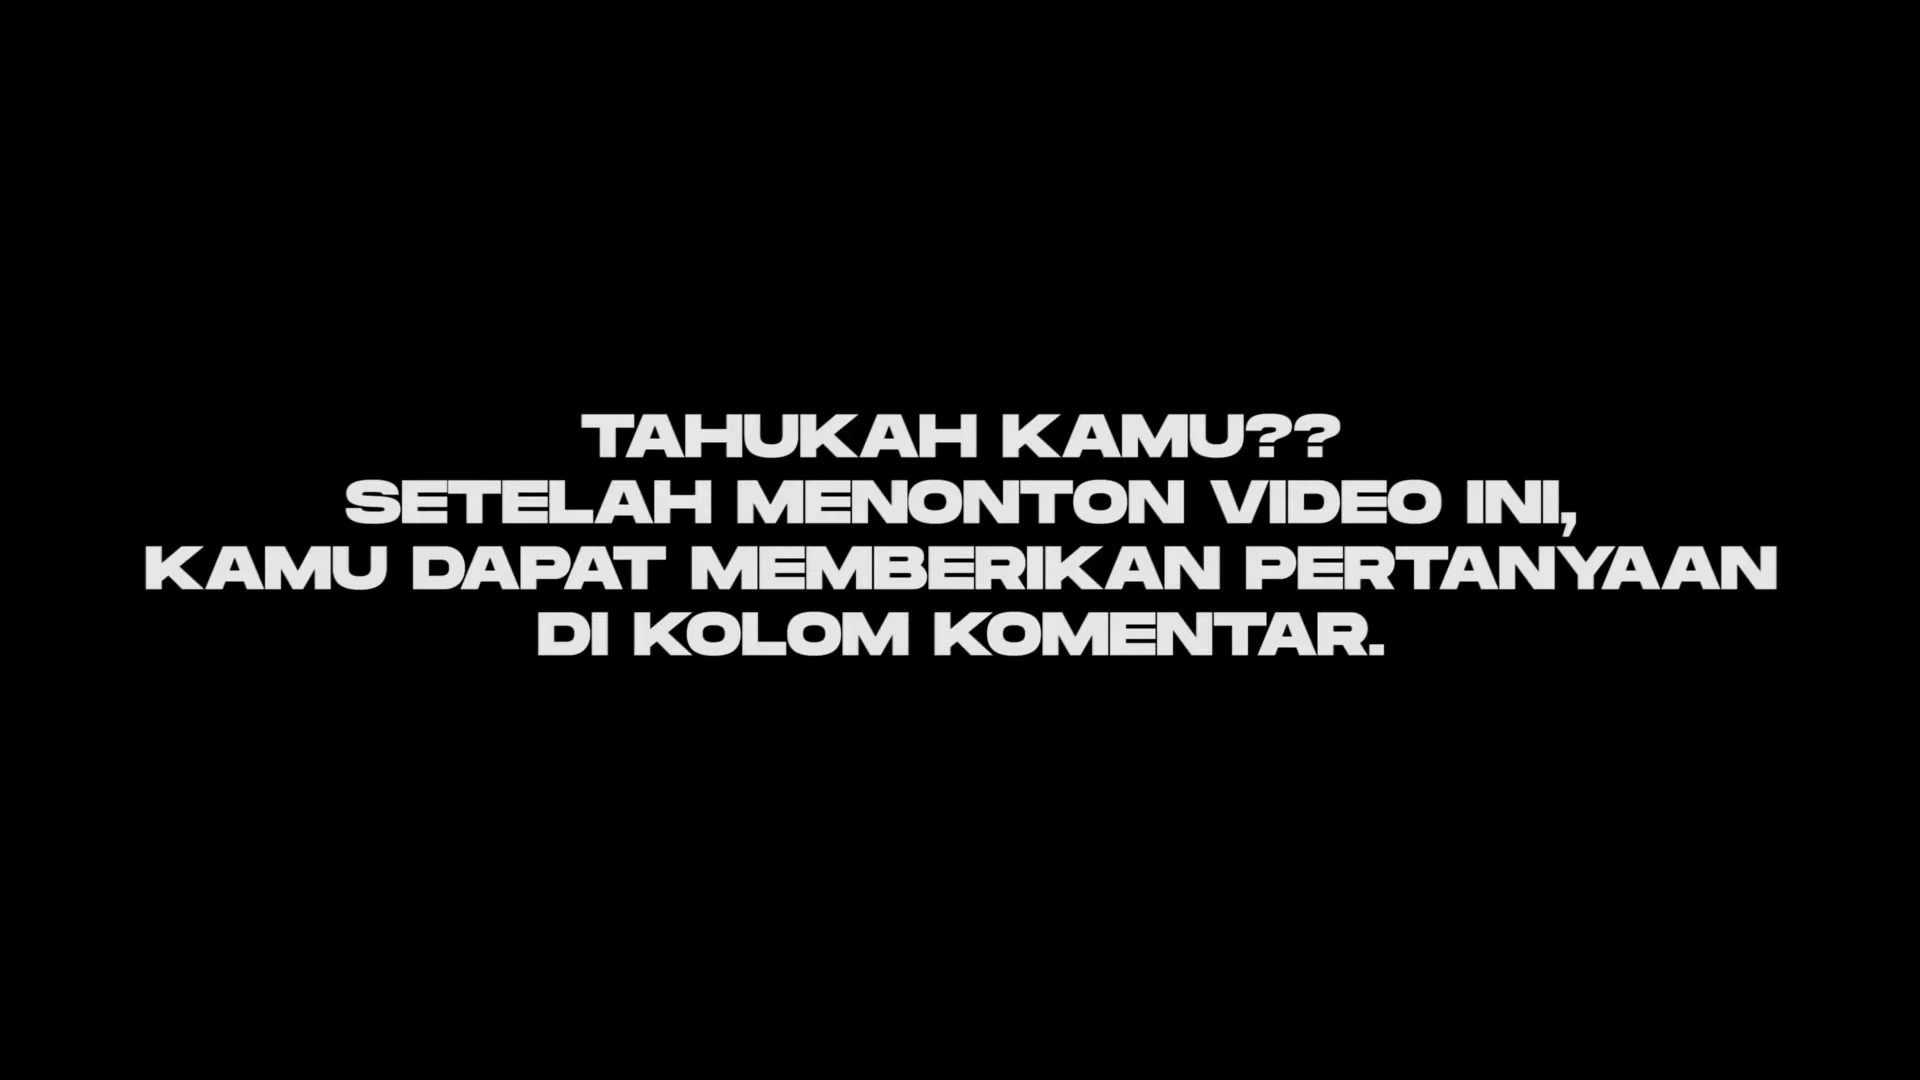 TAHUKAH KAMU??
SETELAH MENONTON VIDEO INI,
KAMU DAPAT MEMBERIKAN PERTANYAAN
DI KOLOM KOMENTAR.